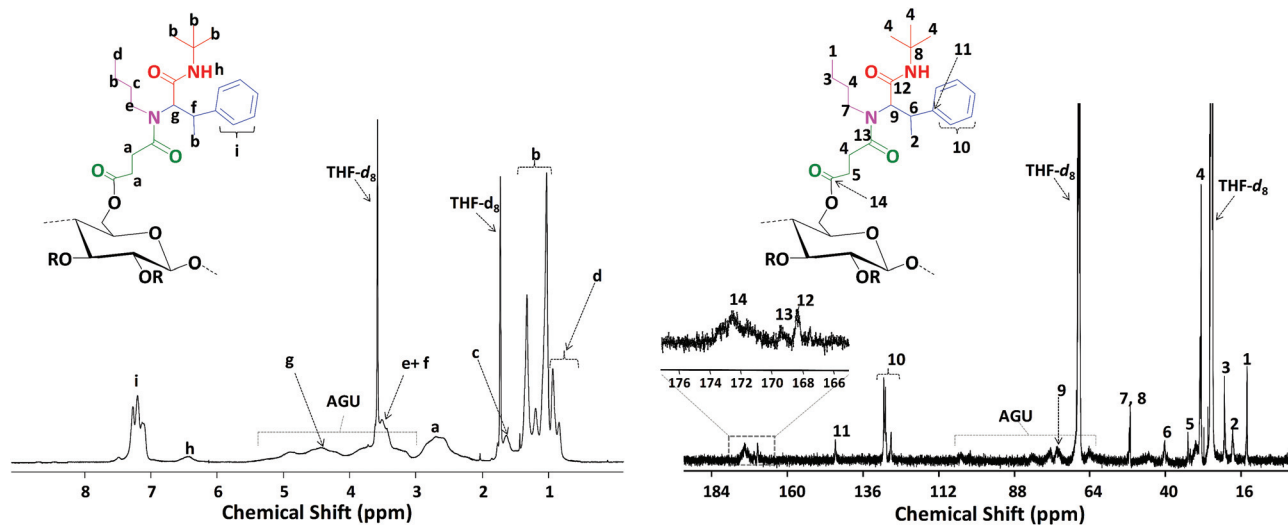 b
b
b
d
O
NH h
b
c
e
g
f
N
b
i
a
O
O
a
O
O
O
RO
OR
THF-d8
THF-d8
b
d
c
i
h
g
AGU
e+ f
a
8 7 6 5 4 3 2 1
Chemical Shift (ppm)
4
4
4
1
8
11
O
NH
3
4
12
7
N
9
6
2
10
13
4
O
O
5
14
O
O
O
RO
OR
THF-d8
4
THF-d8
14
13
12
176 174 172 170 168 166
10
11
AGU
9
7, 8
6
5
3
2
1
184 160 136 112 88 64 40 16
Chemical Shift (ppm)